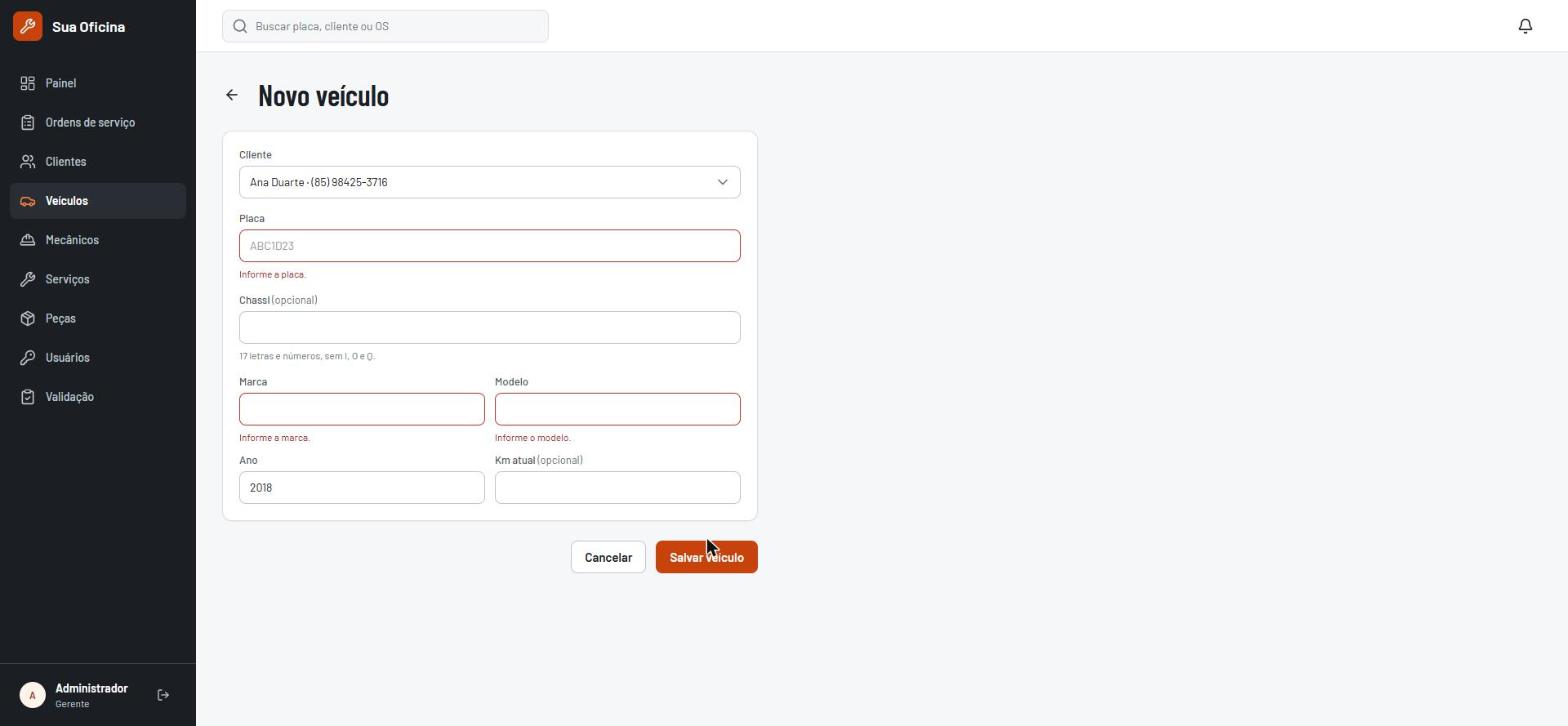 Sua Oficina
Buscar placa, cliente ou OS
Painel
Ordens de serviço
Clientes
Veículos
Mecânicos
Serviços
Peças
Usuários
Validação
Novo veículo
Cliente
Ana Duarte · (85) 98425-3716
Placa
ABC1D23
Informe a placa.
Chassi (opcional)
17 letras e números, sem I, O e Q.
Marca
Modelo
Informe a marca.
Informe o modelo.
Ano
Km atual (opcional)
2018
Cancelar
Salvar veículo
A
Administrador
Gerente